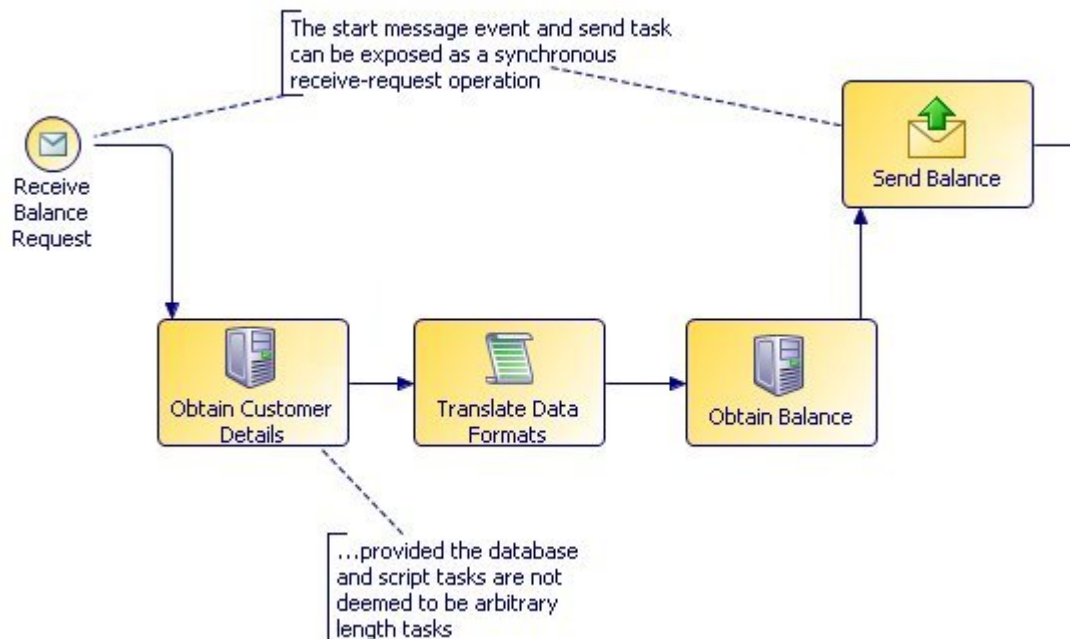 The start message event and send task
can be exposed as a synchronous
receive-request operation
Receive
Balance
Request
Send Balance
Obtain Customer
Details
Translate Data
Formats
Obtain Balance
...provided the database
and script tasks are not
deemed to be arbitrary
length tasks